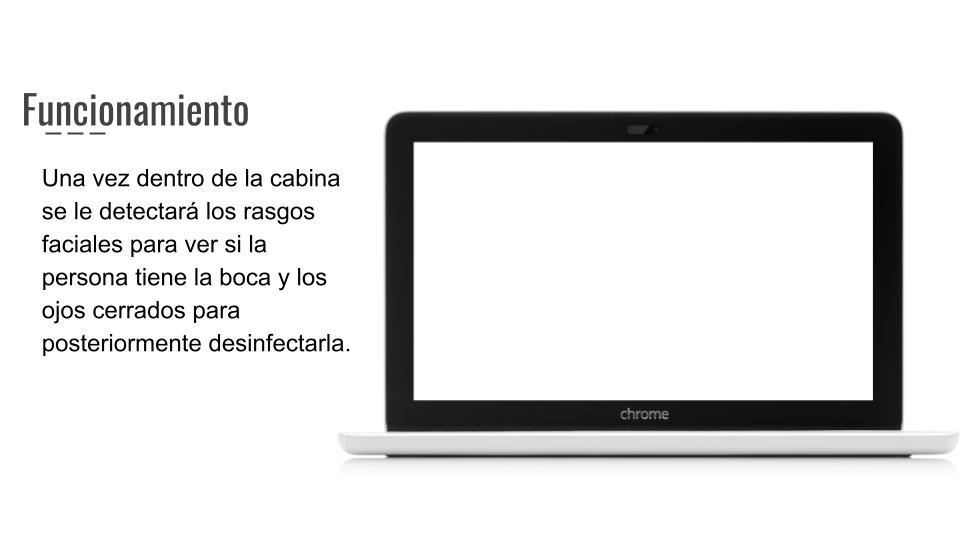 Funcionamiento
Una vez dentro de la cabina
se le detectará los rasgos
faciales para ver si la
persona tiene la boca y los
ojos cerrados para
posteriormente desinfectarla.
chrome